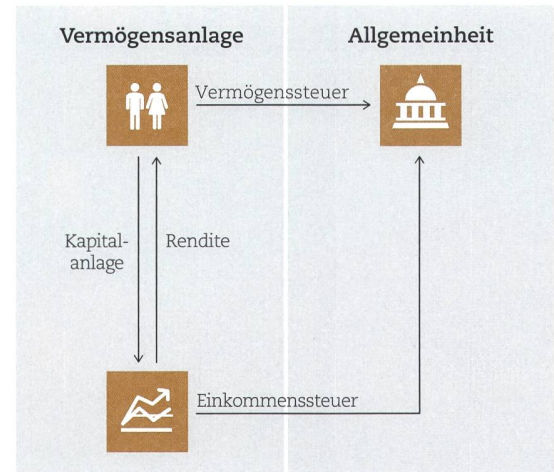 Vermögensanlage
Allgemeinheit
Vermögenssteuer
Kapital-
anlage
Rendite
Einkommenssteuer